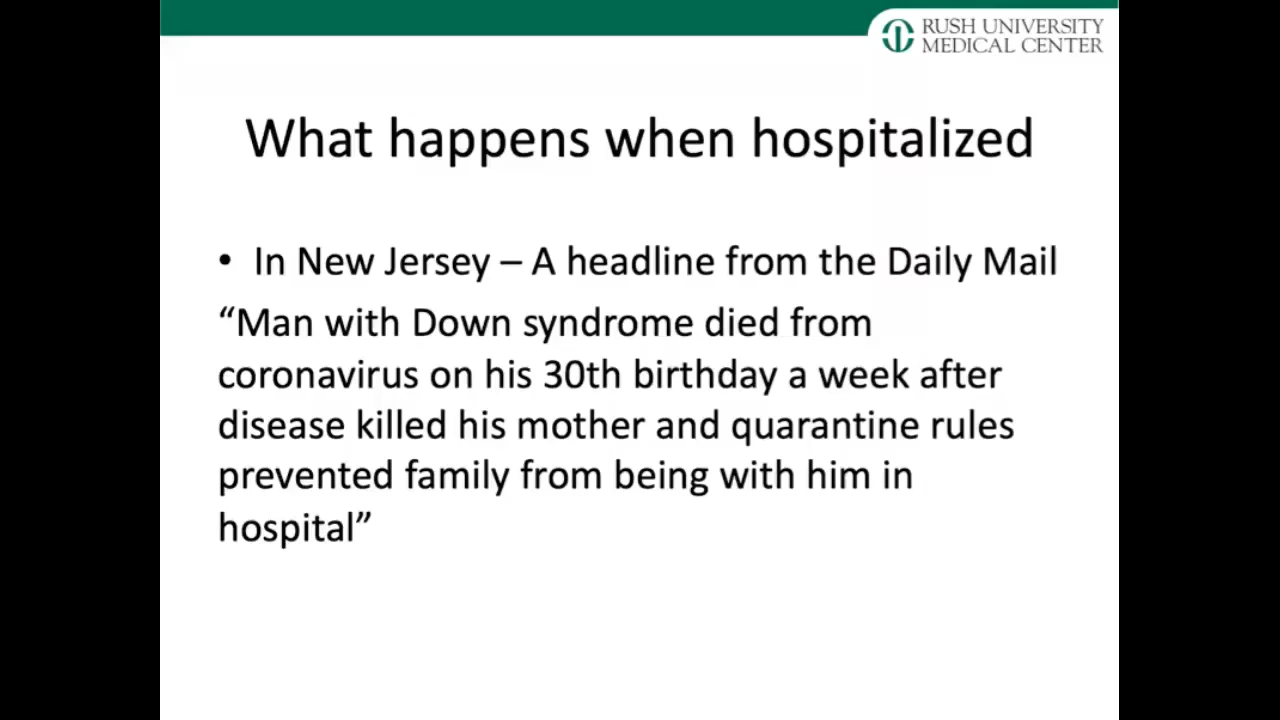 RUSH UNIVERSITY
MEDICAL CENTER
What happens when hospitalized
• In New Jersey – A headline from the Daily Mail
“Man with Down syndrome died from
coronavirus on his 30th birthday a week after
disease killed his mother and quarantine rules
prevented family from being with him in
hospital”